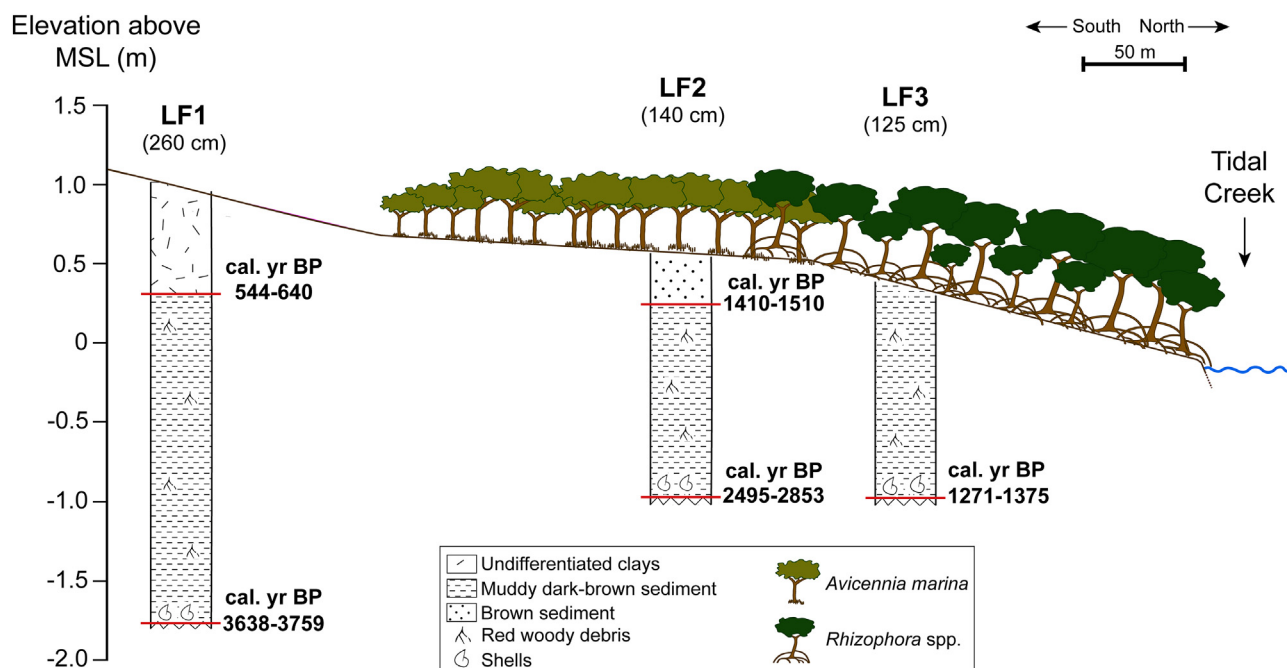 Elevation above
MSL (m)
South North
50 m
LF1
(260 cm)
LF2
(140 cm)
LF3
(125 cm)
Tidal
Creek
1.5
1.0
0.5
0
-0.5
-1.0
-1.5
-2.0
cal. yr BP
544-640
cal. yr BP
3638-3759
cal. yr BP
1410-1510
cal. yr BP
2495-2853
cal. yr BP
1271-1375
Undifferentiated clays
Muddy dark-brown sediment
Brown sediment
Red woody debris
Shells
Avicennia marina
Rhizophora spp.